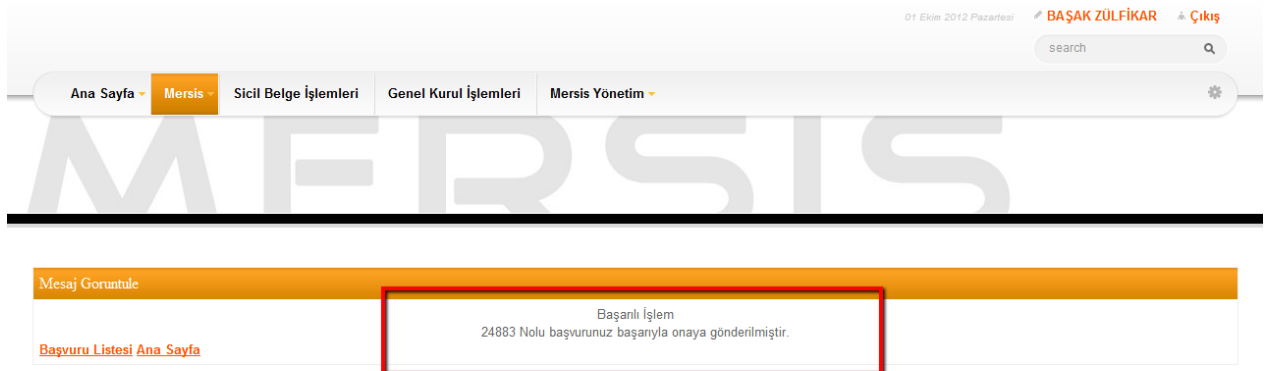 01 Ekim 2012 Pazartesi BAŞAK ZÜLFİKAR Çıkış
search
Ana Sayfa Mersis Sicil Belge İşlemleri Genel Kurul İşlemleri Mersis Yönetim
MERSIS
Mesaj Goruntule
Başarılı İşlem
24883 Nolu başvurunuz başarıyla onaya gönderilmiştir.
Başvuru Listesi Ana Sayfa